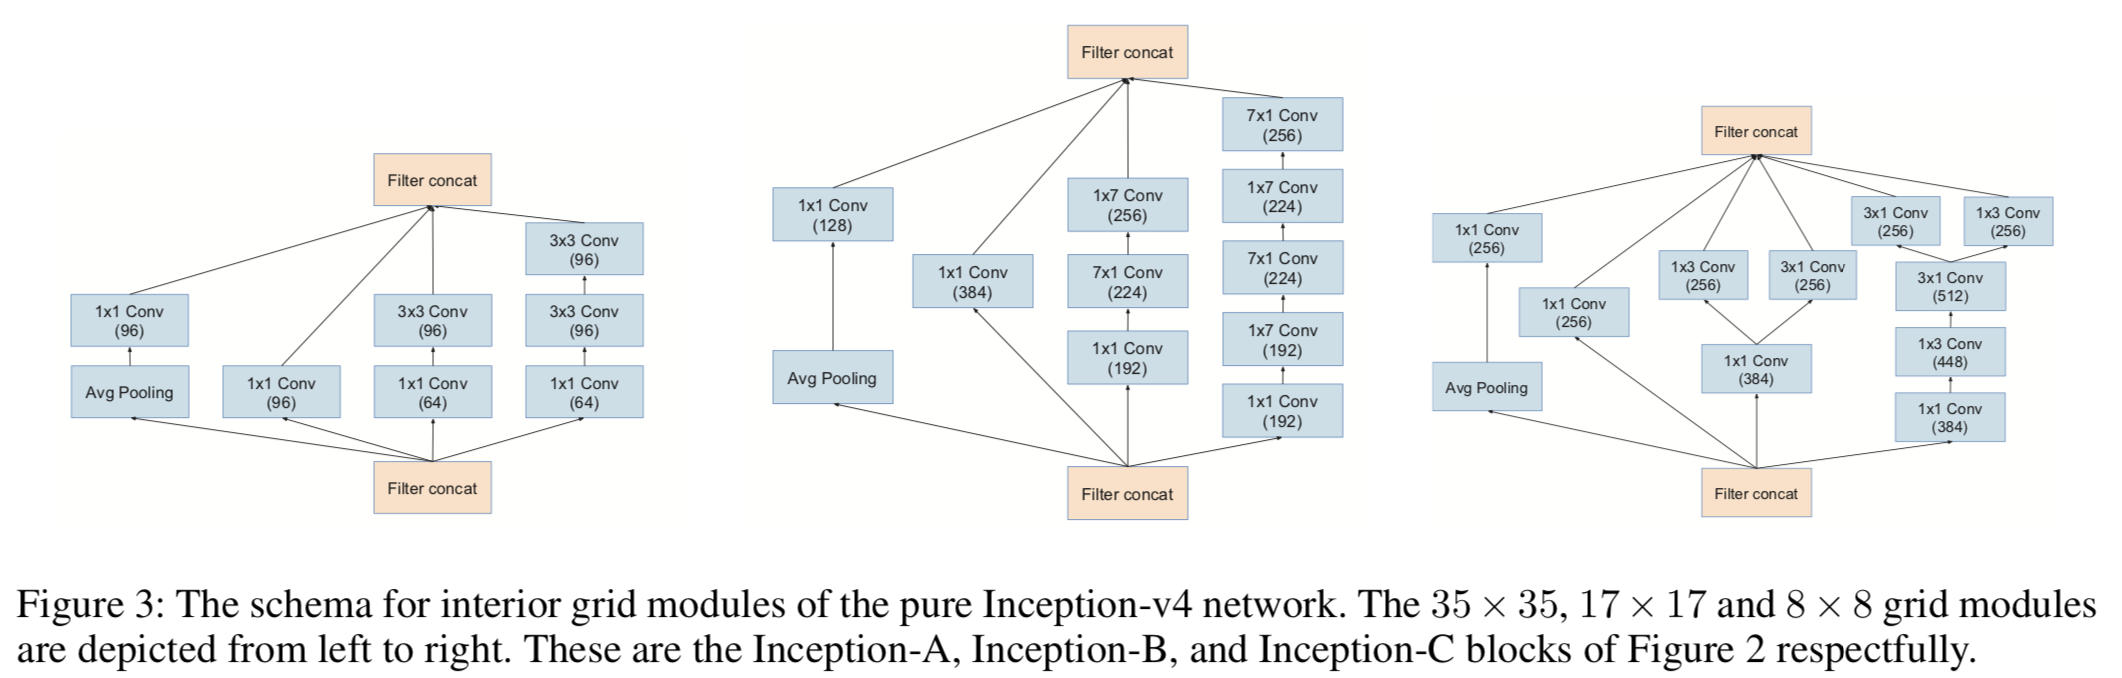 Filter concat
3x3 Conv
(96)
1x1 Conv
(96)
3x3 Conv
(96)
3x3 Conv
(96)
Avg Pooling
1x1 Conv
(96)
1x1 Conv
(64)
1x1 Conv
(64)
Filter concat
Filter concat
7x1 Conv
(256)
1x1 Conv
(128)
1x7 Conv
(256)
1x7 Conv
(224)
1x1 Conv
(384)
7x1 Conv
(224)
7x1 Conv
(224)
Avg Pooling
1x1 Conv
(192)
1x7 Conv
(192)
1x1 Conv
(192)
Filter concat
Filter concat
1x1 Conv
(256)
3x1 Conv
(256)
1x3 Conv
(256)
1x1 Conv
(256)
1x3 Conv
(256)
3x1 Conv
(256)
3x1 Conv
(512)
Avg Pooling
1x1 Conv
(384)
1x3 Conv
(448)
1x1 Conv
(384)
Filter concat
Figure 3: The schema for interior grid modules of the pure Inception-v4 network. The 35 × 35, 17 × 17 and 8 × 8 grid modules
are depicted from left to right. These are the Inception-A, Inception-B, and Inception-C blocks of Figure 2 respectfully.